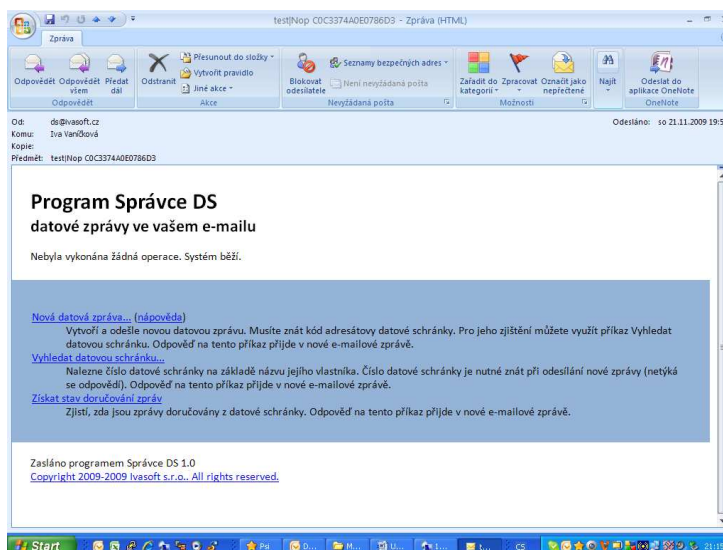 test|Nop C0C3374A0E0786D3 - Zpráva (HTML)
Zpráva
Odpovědět Odpovědět všem Předat dál
Odpovědět
Odstranit
Přesunout do složky
Vytvořit pravidlo
Jiné akce
Akce
Blokovat odesilatele
Seznamy bezpečných adres
Není nevyžádaná pošta
Nevyžádaná pošta
Zařadit do kategorií Zpracovat Označit jako nepřečtené
Možnosti
Najít
Odeslat do aplikace OneNote
OneNote
Od: ds@ivasoft.cz
Odesláno: so 21.11.2009 19:5
Komu: Iva Vaníčková
Kopie:
Předmět: test|Nop C0C3374A0E0786D3
Program Správce DS
datové zprávy ve vašem e-mailu
Nebyla vykonána žádná operace. Systém běží.
Nová datová zpráva... (nápověda)
Vytvoří a odešle novou datovou zprávu. Musíte znát kód adresátovy datové schránky. Pro jeho zjištění můžete využít příkaz Vyhledat
datovou schránku. Odpověď na tento příkaz přijde v nové e-mailové zprávě.
Vyhledat datovou schránku...
Nalezne číslo datové schránky na základě názvu jejího vlastníka. Číslo datové schránky je nutné znát při odesílání nové zprávy (netýká
se odpovědí). Odpověď na tento příkaz přijde v nové e-mailové zprávě.
Získat stav doručování zpráv
Zjistí, zda jsou zprávy doručovány z datové schránky. Odpověď na tento příkaz přijde v nové e-mailové zprávě.
Zasláno programem Správce DS 1.0
Copyright 2009-2009 Ivasoft s.r.o.. All rights reserved.
Start Psi D... M... U... I... t... CS